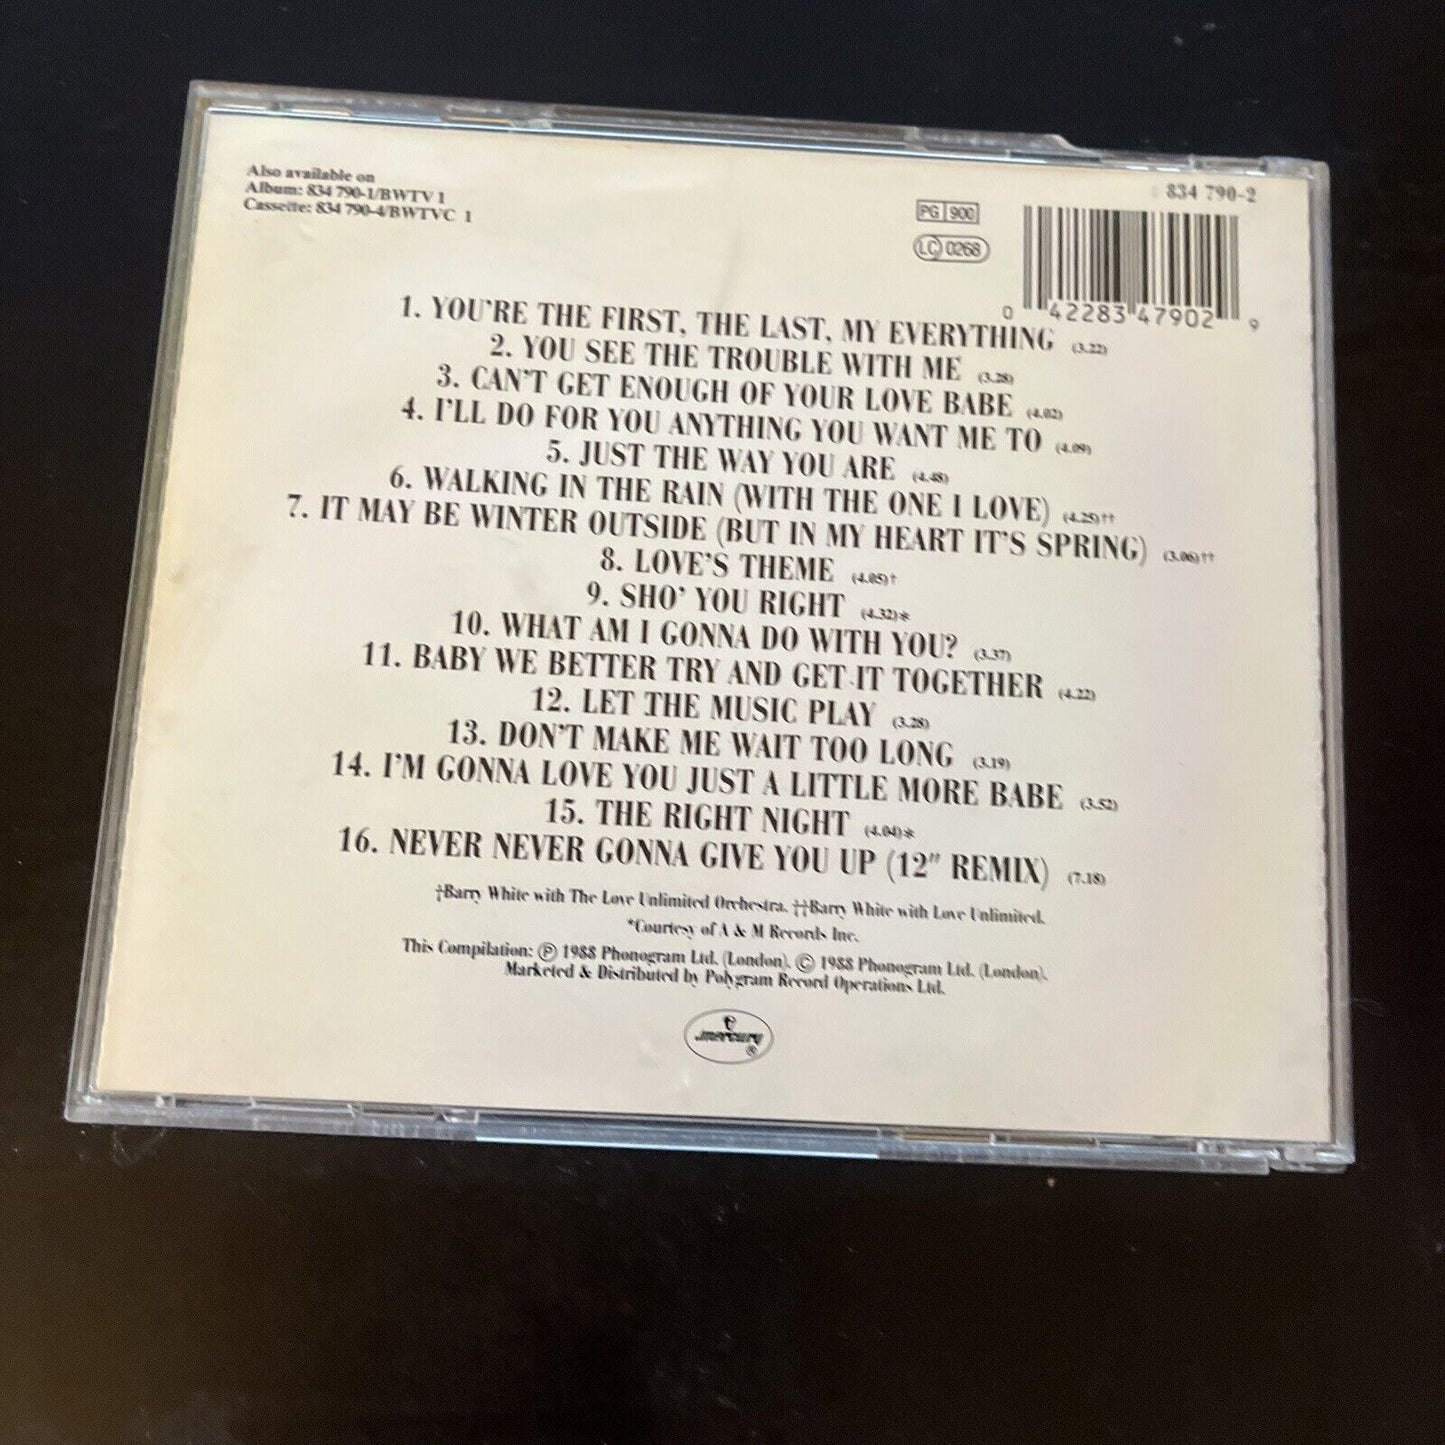 Also available on
Album: 834 790-1/BWTV 1
Cassette: 834 790-4/BWTVC 1
834 790-2
PG 900
LC 0268
0 42283 47902 9
1. YOU'RE THE FIRST, THE LAST, MY EVERYTHING (3.22)
2. YOU SEE THE TROUBLE WITH ME (3.28)
3. CAN'T GET ENOUGH OF YOUR LOVE BABE (4.02)
4. I'LL DO FOR YOU ANYTHING YOU WANT ME TO (4.09)
5. JUST THE WAY YOU ARE (4.48)
6. WALKING IN THE RAIN (WITH THE ONE I LOVE) (4.25)††
7. IT MAY BE WINTER OUTSIDE (BUT IN MY HEART IT'S SPRING) (3.06)††
8. LOVE'S THEME (4.05)†
9. SHO' YOU RIGHT (4.32)*
10. WHAT AM I GONNA DO WITH YOU? (3.37)
11. BABY WE BETTER TRY AND GET IT TOGETHER (4.22)
12. LET THE MUSIC PLAY (3.28)
13. DON'T MAKE ME WAIT TOO LONG (3.19)
14. I'M GONNA LOVE YOU JUST A LITTLE MORE BABE (3.52)
15. THE RIGHT NIGHT (4.04)*
16. NEVER NEVER GONNA GIVE YOU UP (12" REMIX) (7.18)
†Barry White with The Love Unlimited Orchestra. ††Barry White with Love Unlimited.
*Courtesy of A & M Records Inc.
This Compilation: ℗ 1988 Phonogram Ltd. (London). © 1988 Phonogram Ltd. (London).
Marketed & Distributed by Polygram Record Operations Ltd.
mercury ®